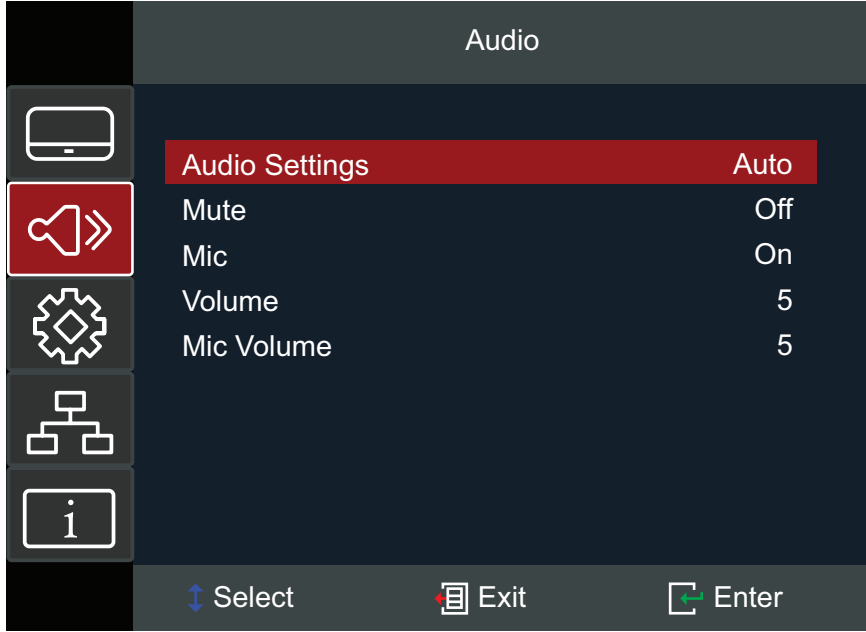 Audio
Audio Settings Auto
Mute Off
Mic On
Volume 5
Mic Volume 5
i
Select Exit Enter